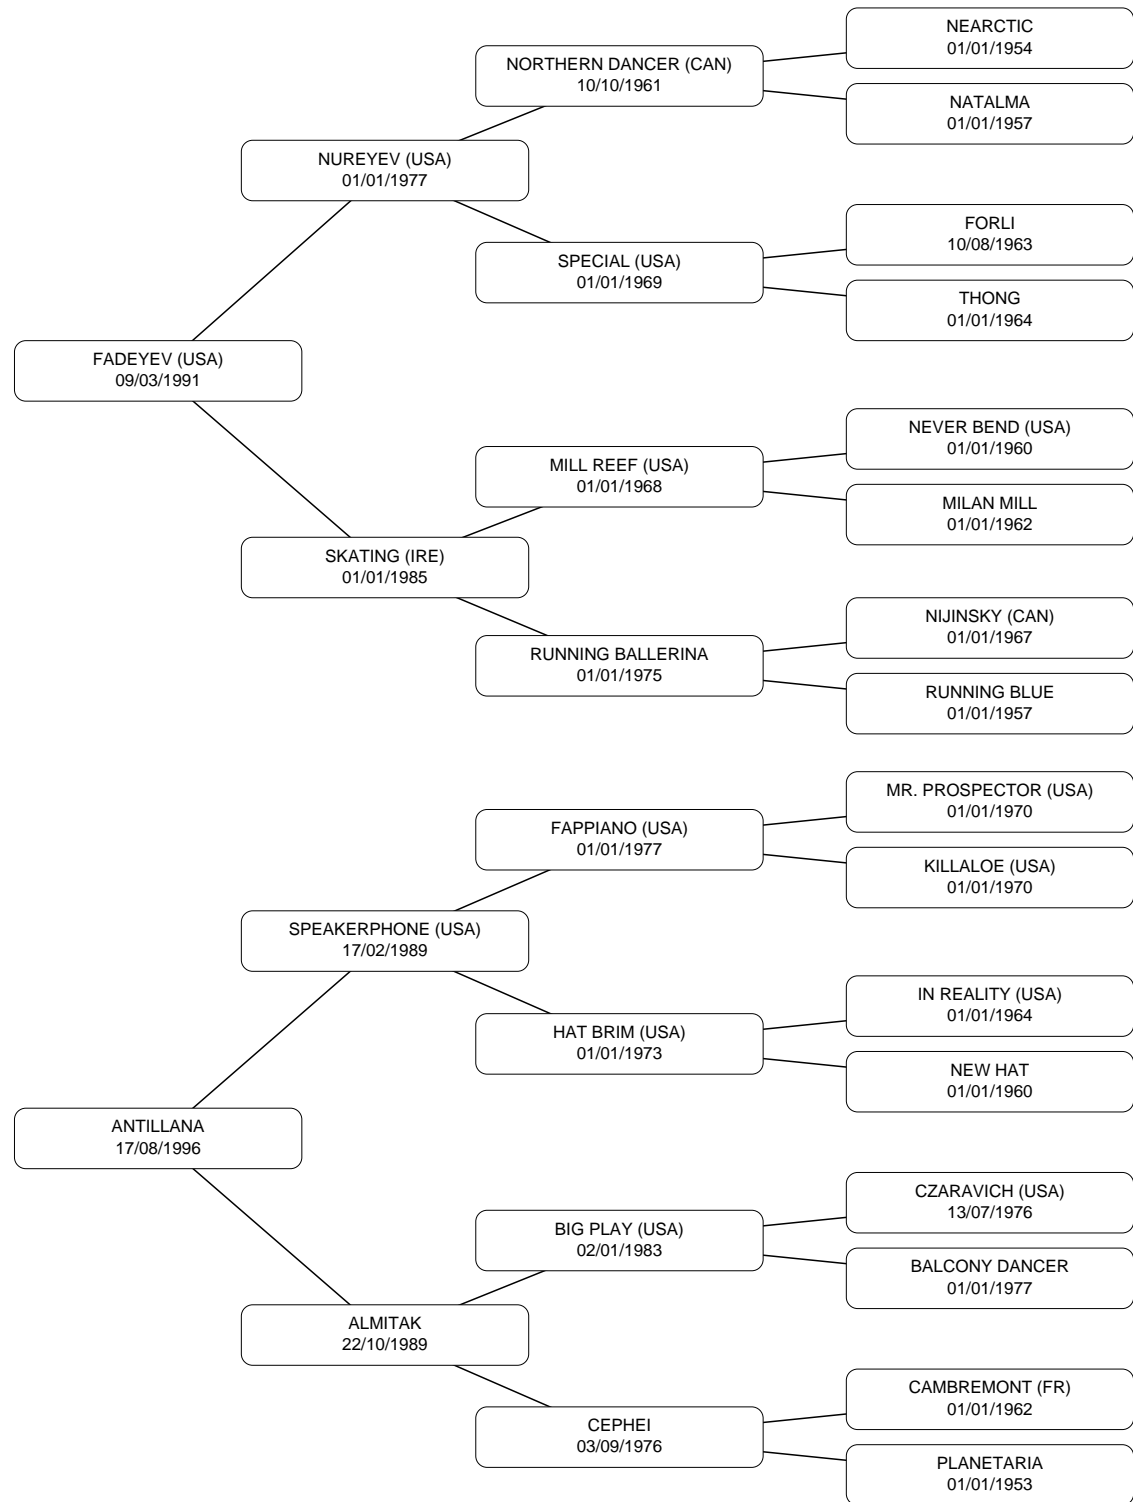 NEARCTIC
01/01/1954
NORTHERN DANCER (CAN)
10/10/1961
NATALMA
01/01/1957
NUREYEV (USA)
01/01/1977
FORLI
10/08/1963
SPECIAL (USA)
01/01/1969
THONG
01/01/1964
FADEYEV (USA)
09/03/1991
NEVER BEND (USA)
01/01/1960
MILL REEF (USA)
01/01/1968
MILAN MILL
01/01/1962
SKATING (IRE)
01/01/1985
NIJINSKY (CAN)
01/01/1967
RUNNING BALLERINA
01/01/1975
RUNNING BLUE
01/01/1957
MR. PROSPECTOR (USA)
01/01/1970
FAPPIANO (USA)
01/01/1977
KILLALOE (USA)
01/01/1970
SPEAKERPHONE (USA)
17/02/1989
IN REALITY (USA)
01/01/1964
HAT BRIM (USA)
01/01/1973
NEW HAT
01/01/1960
ANTILLANA
17/08/1996
CZARAVICH (USA)
13/07/1976
BIG PLAY (USA)
02/01/1983
BALCONY DANCER
01/01/1977
ALMITAK
22/10/1989
CAMBREMONT (FR)
01/01/1962
CEPHEI
03/09/1976
PLANETARIA
01/01/1953